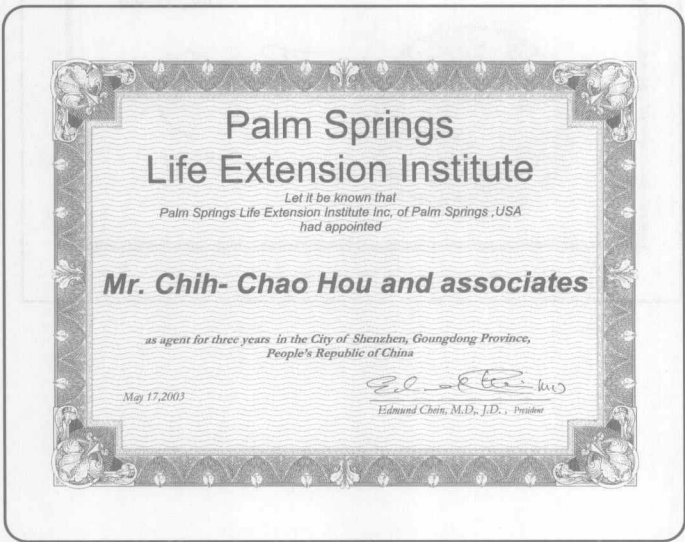 Palm Springs
Life Extension Institute
Let it be known that
Palm Springs Life Extension Institute Inc, of Palm Springs ,USA
had appointed
Mr. Chih- Chao Hou and associates
as agent for three years in the City of Shenzhen, Goungdong Province,
People's Republic of China
May 17,2003
Edmund Chein, M.D,. J.D. , President